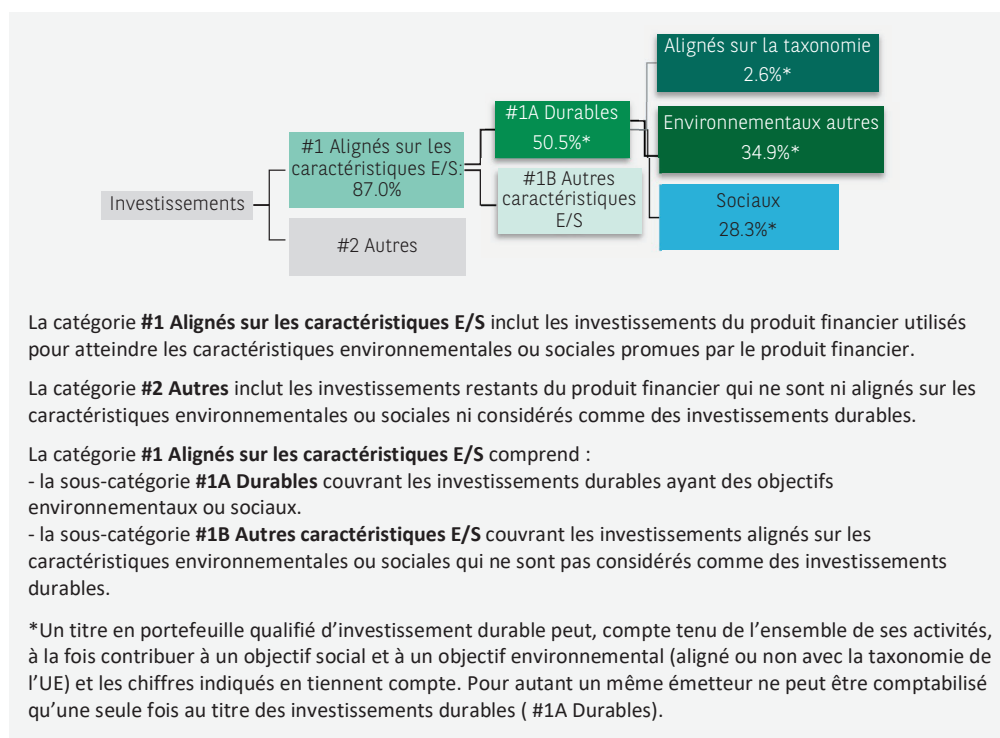 Alignés sur la taxonomie
2.6%*
#1A Durables
50.5%*
Environnementaux autres
34.9%*
#1 Alignés sur les
caractéristiques E/S:
87.0%
#1B Autres
caractéristiques
E/S
Investissements
Sociaux
28.3%*
#2 Autres
La catégorie #1 Alignés sur les caractéristiques E/S inclut les investissements du produit financier utilisés
pour atteindre les caractéristiques environnementales ou sociales promues par le produit financier.
La catégorie #2 Autres inclut les investissements restants du produit financier qui ne sont ni alignés sur les
caractéristiques environnementales ou sociales ni considérés comme des investissements durables.
La catégorie #1 Alignés sur les caractéristiques E/S comprend :
- la sous-catégorie #1A Durables couvrant les investissements durables ayant des objectifs
environnementaux ou sociaux.
- la sous-catégorie #1B Autres caractéristiques E/S couvrant les investissements alignés sur les
caractéristiques environnementales ou sociales qui ne sont pas considérés comme des investissements
durables.
*Un titre en portefeuille qualifié d’investissement durable peut, compte tenu de l’ensemble de ses activités,
à la fois contribuer à un objectif social et à un objectif environnemental (aligné ou non avec la taxonomie de
l’UE) et les chiffres indiqués en tiennent compte. Pour autant un même émetteur ne peut être comptabilisé
qu’une seule fois au titre des investissements durables ( #1A Durables).